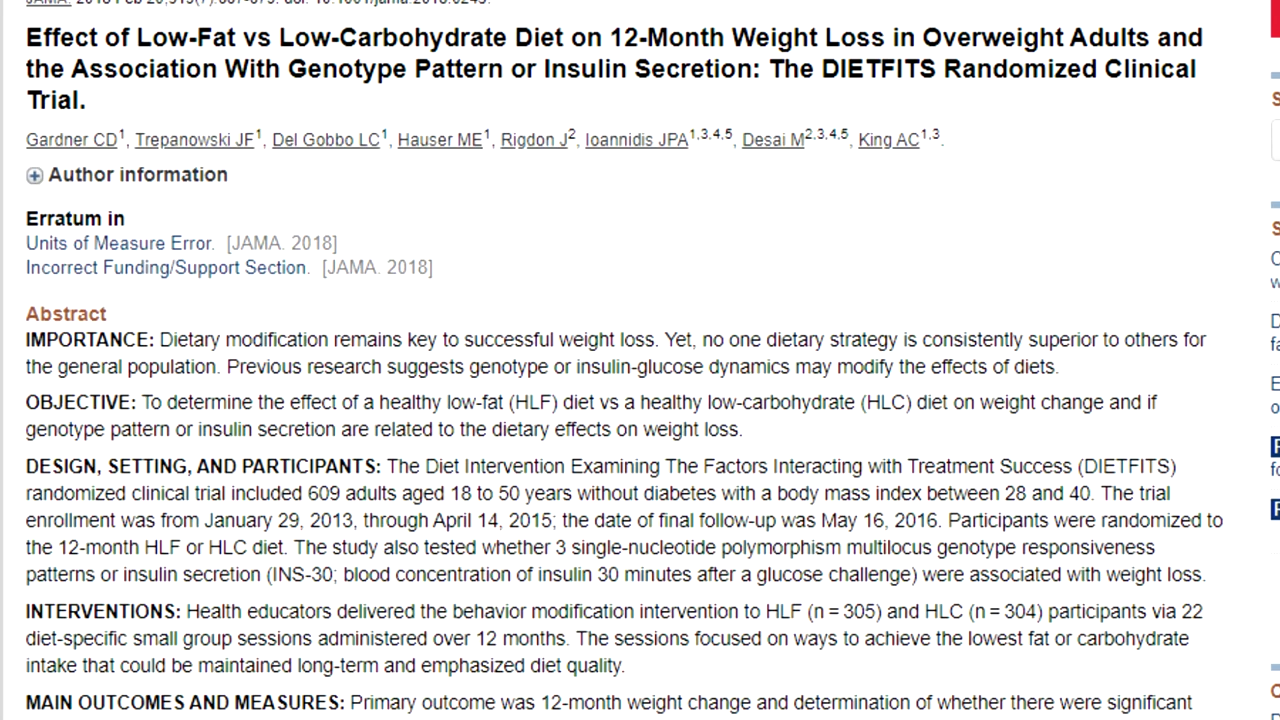 Effect of Low-Fat vs Low-Carbohydrate Diet on 12-Month Weight Loss in Overweight Adults and
the Association With Genotype Pattern or Insulin Secretion: The DIETFITS Randomized Clinical
Trial.
Gardner CD1, Trepanowski JF1, Del Gobbo LC1, Hauser ME1, Rigdon J2, Ioannidis JPA1,3,4,5, Desai M2,3,4,5, King AC1,3.
Author information
Erratum in
Units of Measure Error. [JAMA. 2018]
Incorrect Funding/Support Section. [JAMA. 2018]
Abstract
IMPORTANCE: Dietary modification remains key to successful weight loss. Yet, no one dietary strategy is consistently superior to others for
the general population. Previous research suggests genotype or insulin-glucose dynamics may modify the effects of diets.
OBJECTIVE: To determine the effect of a healthy low-fat (HLF) diet vs a healthy low-carbohydrate (HLC) diet on weight change and if
genotype pattern or insulin secretion are related to the dietary effects on weight loss.
DESIGN, SETTING, AND PARTICIPANTS: The Diet Intervention Examining The Factors Interacting with Treatment Success (DIETFITS)
randomized clinical trial included 609 adults aged 18 to 50 years without diabetes with a body mass index between 28 and 40. The trial
enrollment was from January 29, 2013, through April 14, 2015; the date of final follow-up was May 16, 2016. Participants were randomized to
the 12-month HLF or HLC diet. The study also tested whether 3 single-nucleotide polymorphism multilocus genotype responsiveness
patterns or insulin secretion (INS-30; blood concentration of insulin 30 minutes after a glucose challenge) were associated with weight loss.
INTERVENTIONS: Health educators delivered the behavior modification intervention to HLF (n = 305) and HLC (n = 304) participants via 22
diet-specific small group sessions administered over 12 months. The sessions focused on ways to achieve the lowest fat or carbohydrate
intake that could be maintained long-term and emphasized diet quality.
MAIN OUTCOMES AND MEASURES: Primary outcome was 12-month weight change and determination of whether there were significant